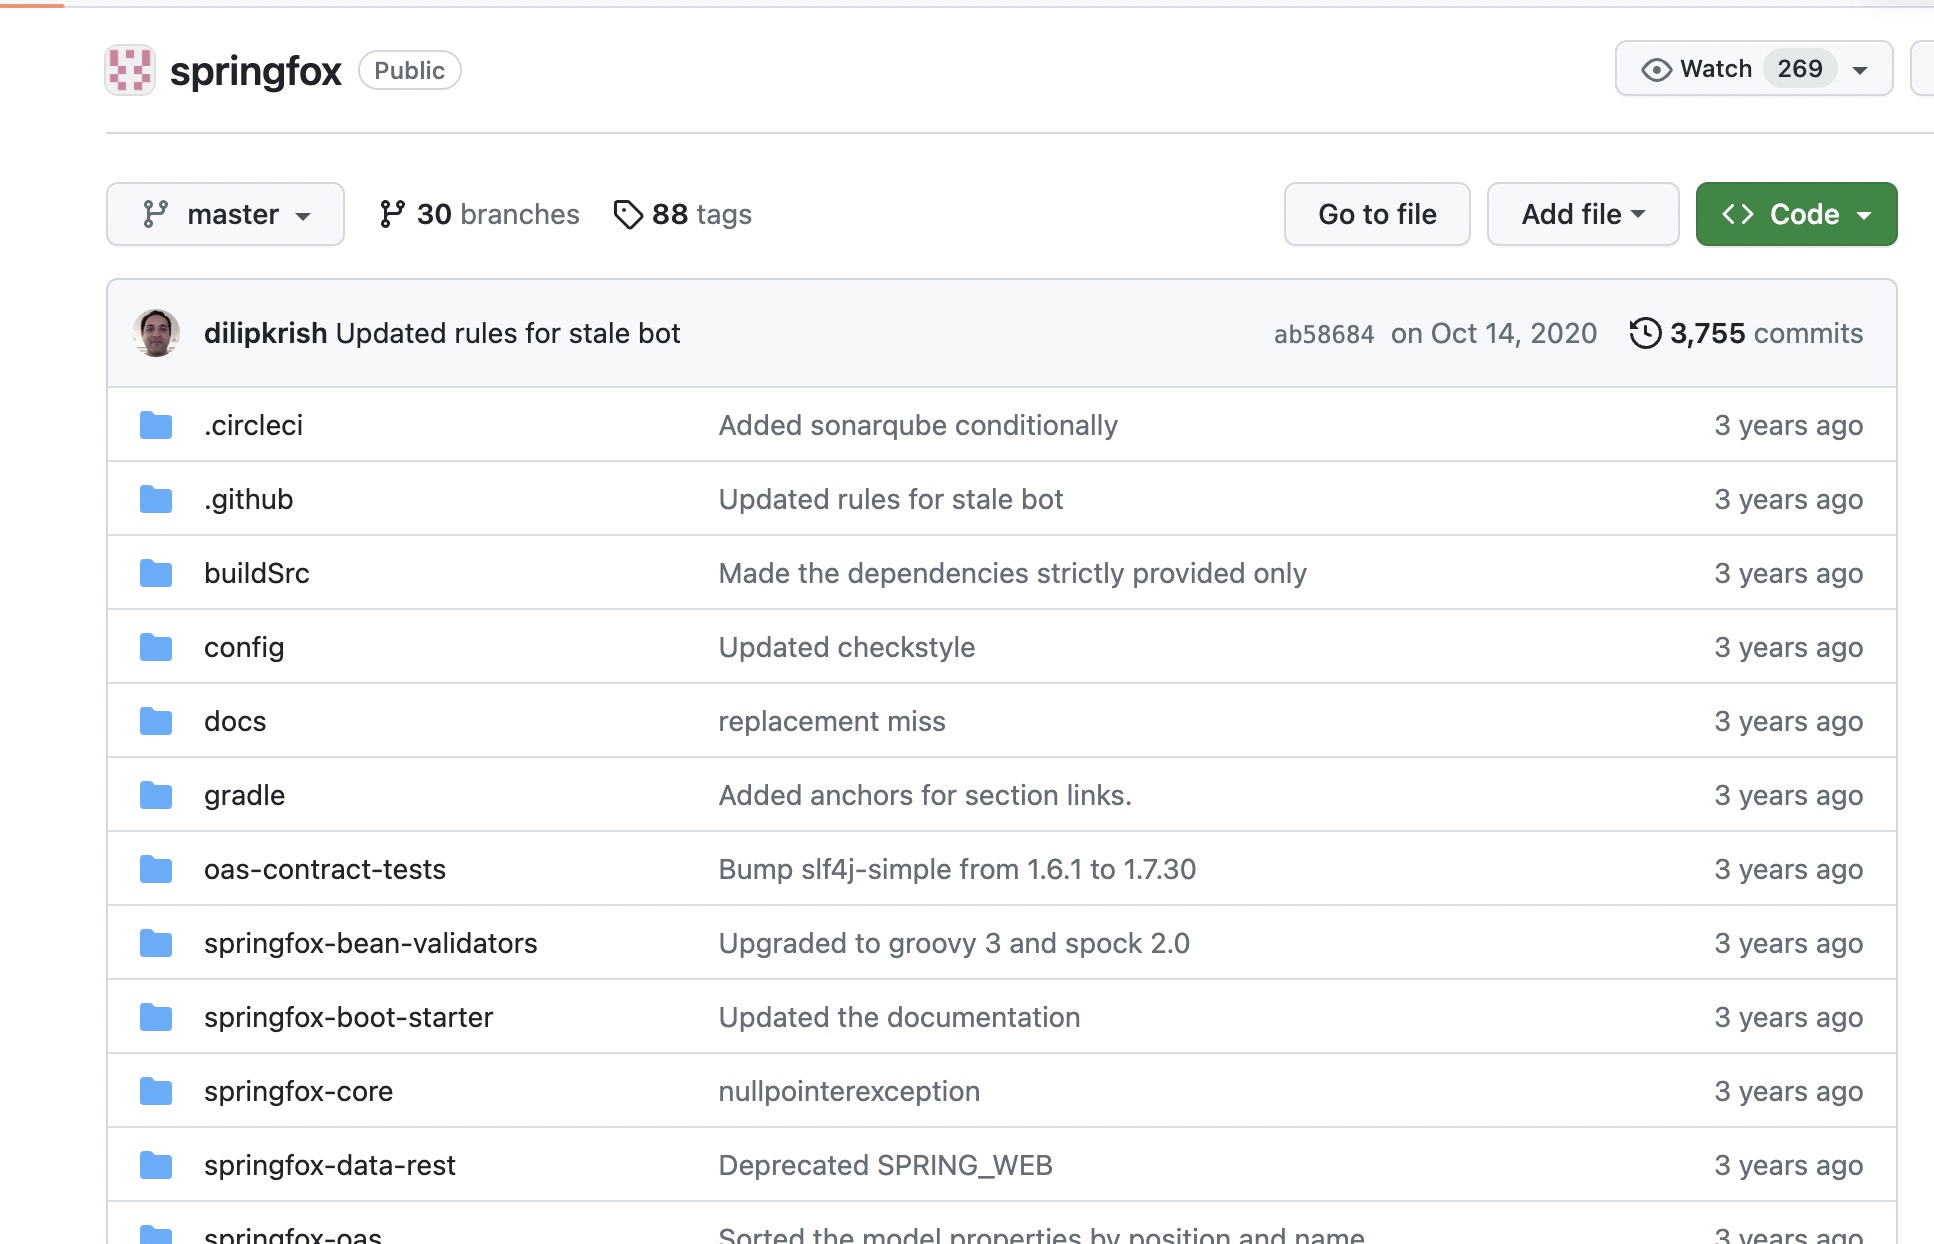 springfox Public Watch 269
master 30 branches 88 tags Go to file Add file Code
dilipkrish Updated rules for stale bot ab58684 on Oct 14, 2020 3,755 commits
.circleci Added sonarqube conditionally 3 years ago
.github Updated rules for stale bot 3 years ago
buildSrc Made the dependencies strictly provided only 3 years ago
config Updated checkstyle 3 years ago
docs replacement miss 3 years ago
gradle Added anchors for section links. 3 years ago
oas-contract-tests Bump slf4j-simple from 1.6.1 to 1.7.30 3 years ago
springfox-bean-validators Upgraded to groovy 3 and spock 2.0 3 years ago
springfox-boot-starter Updated the documentation 3 years ago
springfox-core nullpointerexception 3 years ago
springfox-data-rest Deprecated SPRING_WEB 3 years ago
springfox-oas Sorted the model properties by position and name 3 years ago